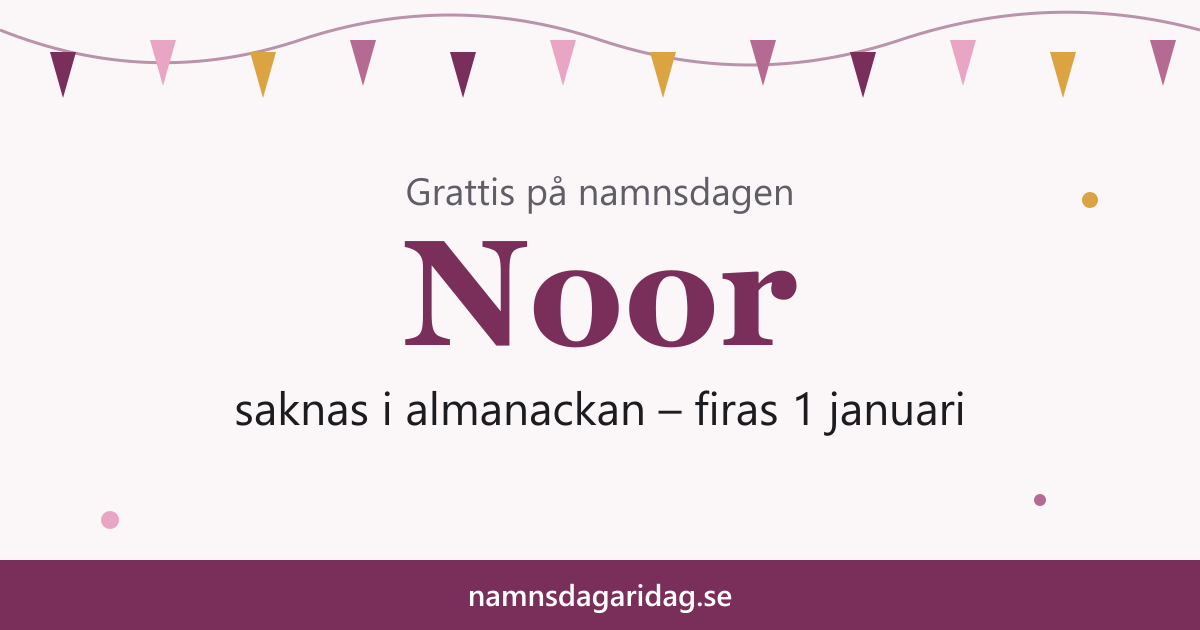 Grattis på namnsdagen
Noor
saknas i almanackan – firas 1 januari
namnsdagaridag.se